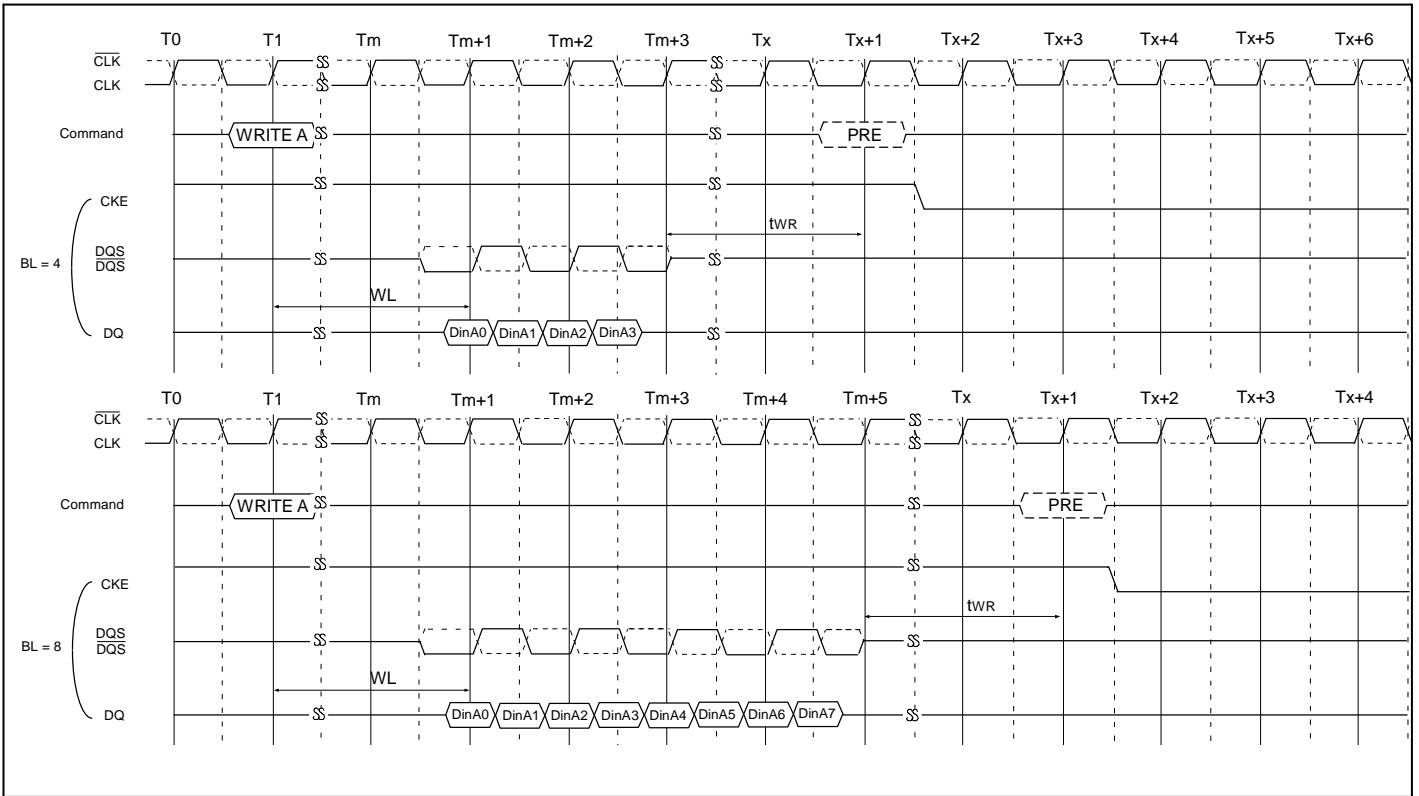 T0 T1 Tm Tm+1 Tm+2 Tm+3 Tx Tx+1 Tx+2 Tx+3 Tx+4 Tx+5 Tx+6
CLK
CLK
Command WRITE A PRE
CKE
tWR
BL = 4
DQS
DQS
WL
DQ DinA0 DinA1 DinA2 DinA3
T0 T1 Tm Tm+1 Tm+2 Tm+3 Tm+4 Tm+5 Tx Tx+1 Tx+2 Tx+3 Tx+4
CLK
CLK
Command WRITE A PRE
CKE
tWR
BL = 8
DQS
DQS
WL
DQ DinA0 DinA1 DinA2 DinA3 DinA4 DinA5 DinA6 DinA7